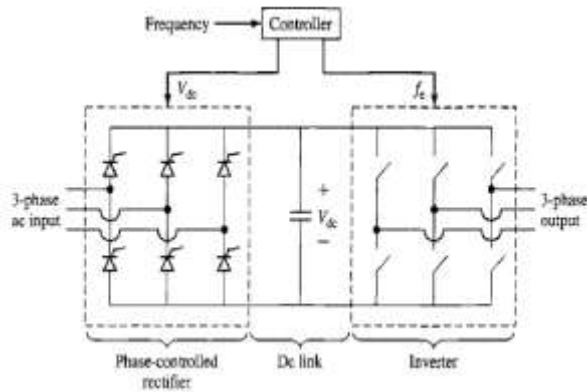 Frequency
Controller
V_dc
f_e
3-phase
ac input
+
V_dc
−
3-phase
output
Phase-controlled
rectifier
Dc link
Inverter